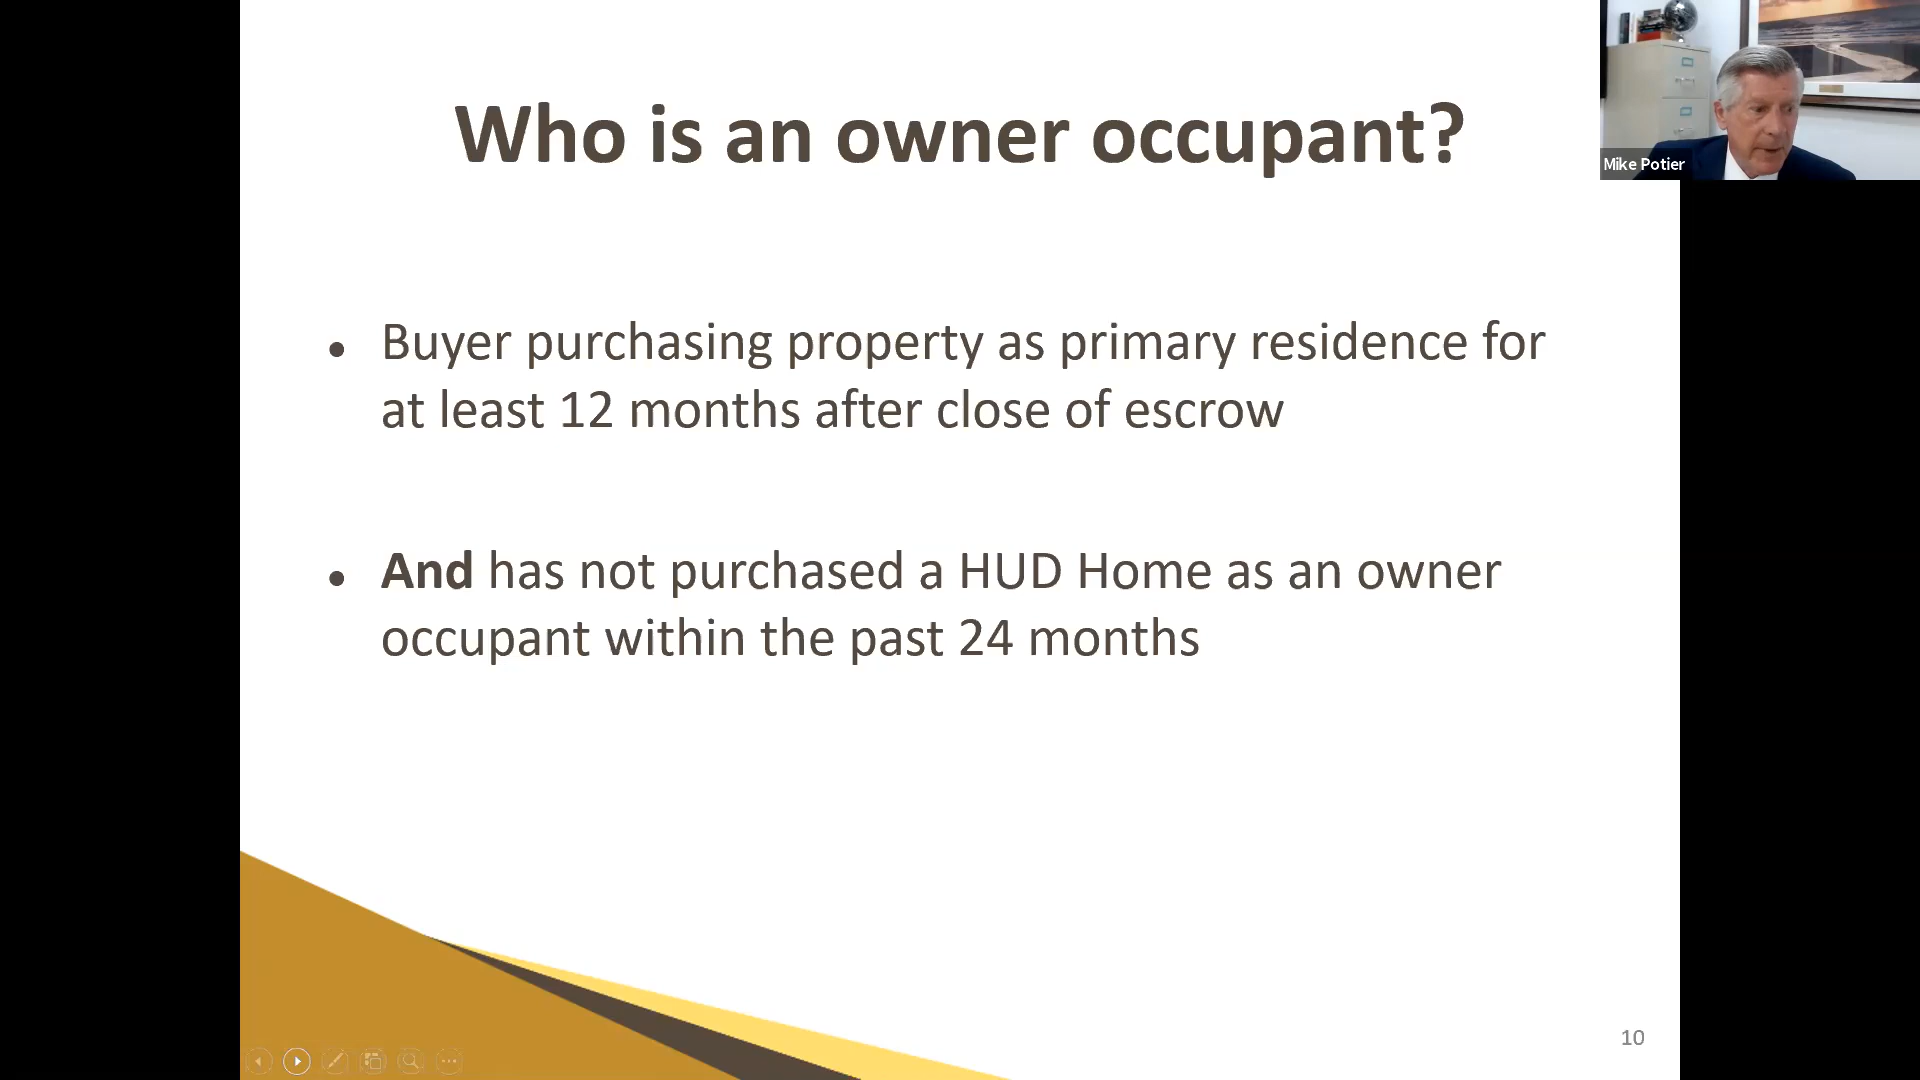 Who is an owner occupant?
Mike Potier
• Buyer purchasing property as primary residence for
at least 12 months after close of escrow
• And has not purchased a HUD Home as an owner
occupant within the past 24 months
10